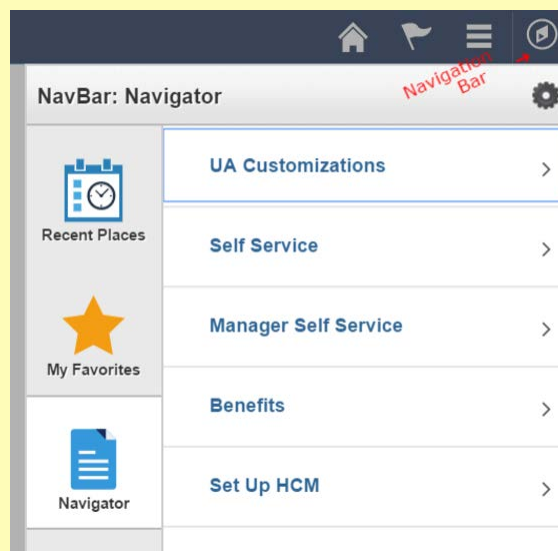 Navigation
Bar
NavBar: Navigator
Recent Places
My Favorites
Navigator
UA Customizations
Self Service
Manager Self Service
Benefits
Set Up HCM